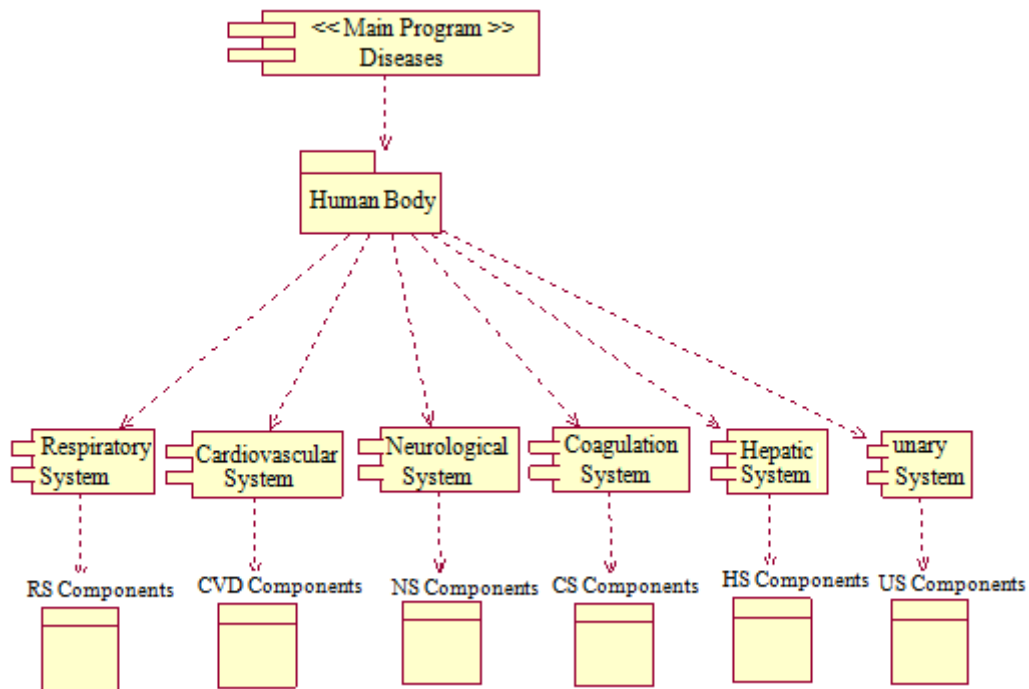 << Main Program >>
Diseases
Human Body
Respiratory
System
Cardiovascular
System
Neurological
System
Coagulation
System
Hepatic
System
unary
System
RS Components
CVD Components
NS Components
CS Components
HS Components
US Components